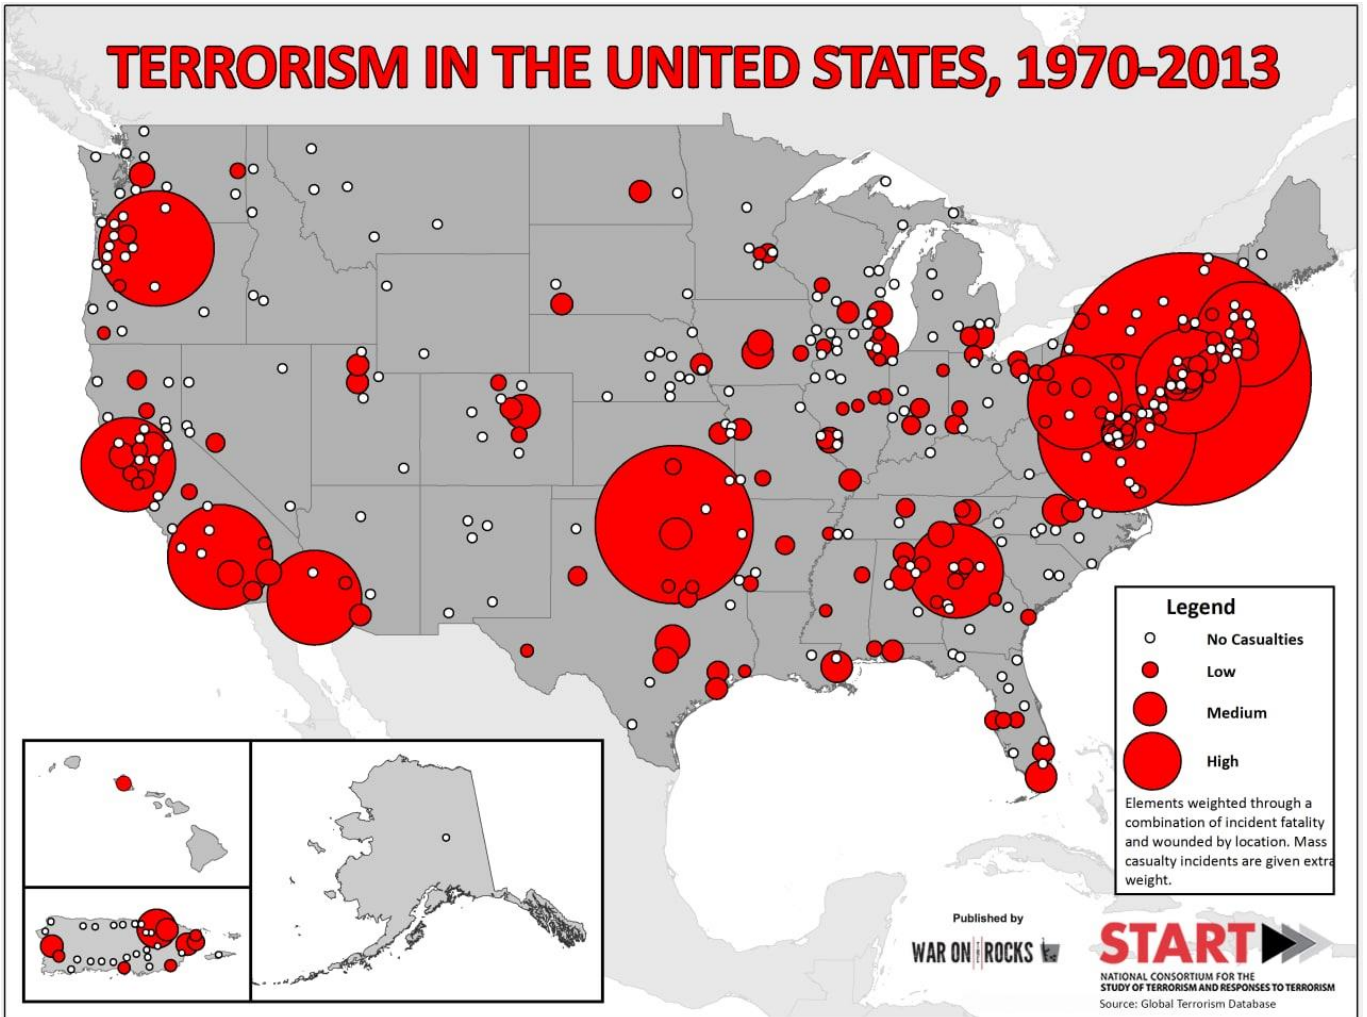 TERRORISM IN THE UNITED STATES, 1970-2013
Legend
No Casualties
Low
Medium
High
Elements weighted through a
combination of incident fatality
and wounded by location. Mass
casualty incidents are given extra
weight.
Published by
WAR ON THE ROCKS
START
NATIONAL CONSORTIUM FOR THE
STUDY OF TERRORISM AND RESPONSES TO TERRORISM
Source: Global Terrorism Database